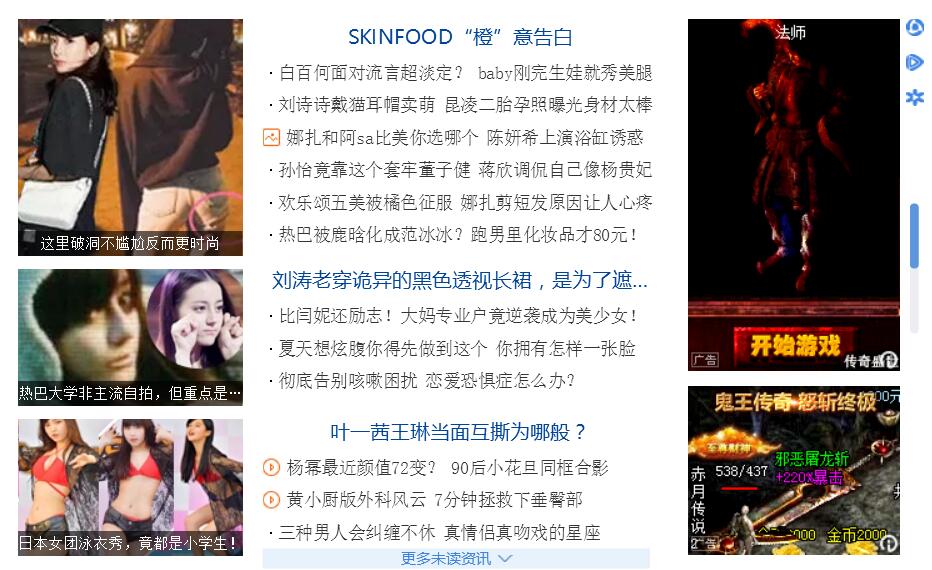 这里破洞不尴尬反而更时尚
热巴大学非主流自拍，但重点是…
日本女团泳衣秀，竟都是小学生！
SKINFOOD“橙”意告白
·白百何面对流言超淡定？ baby刚完生娃就秀美腿
·刘诗诗戴猫耳帽卖萌 昆凌二胎孕照曝光身材太棒
娜扎和阿sa比美你选哪个 陈妍希上演浴缸诱惑
·孙怡竟靠这个套牢董子健 蒋欣调侃自己像杨贵妃
·欢乐颂五美被橘色征服 娜扎剪短发原因让人心疼
·热巴被鹿晗化成范冰冰？跑男里化妆品才80元！
刘涛老穿诡异的黑色透视长裙，是为了遮...
·比闫妮还励志！大妈专业户竟逆袭成为美少女！
·夏天想炫腹你得先做到这个 你拥有怎样一张脸
·彻底告别咳嗽困扰 恋爱恐惧症怎么办？
叶一茜王琳当面互撕为哪般？
杨幂最近颜值72变？ 90后小花旦同框合影
黄小厨版外科风云 7分钟拯救下垂臀部
·三种男人会纠缠不休 真情侣真吻戏的星座
更多未读资讯
法师
开始游戏
广告
传奇盛世
鬼王传奇 怒斩终极
至尊财神
538/437
邪恶屠龙斩
+220%暴击
赤月传说2
广告
金币2000